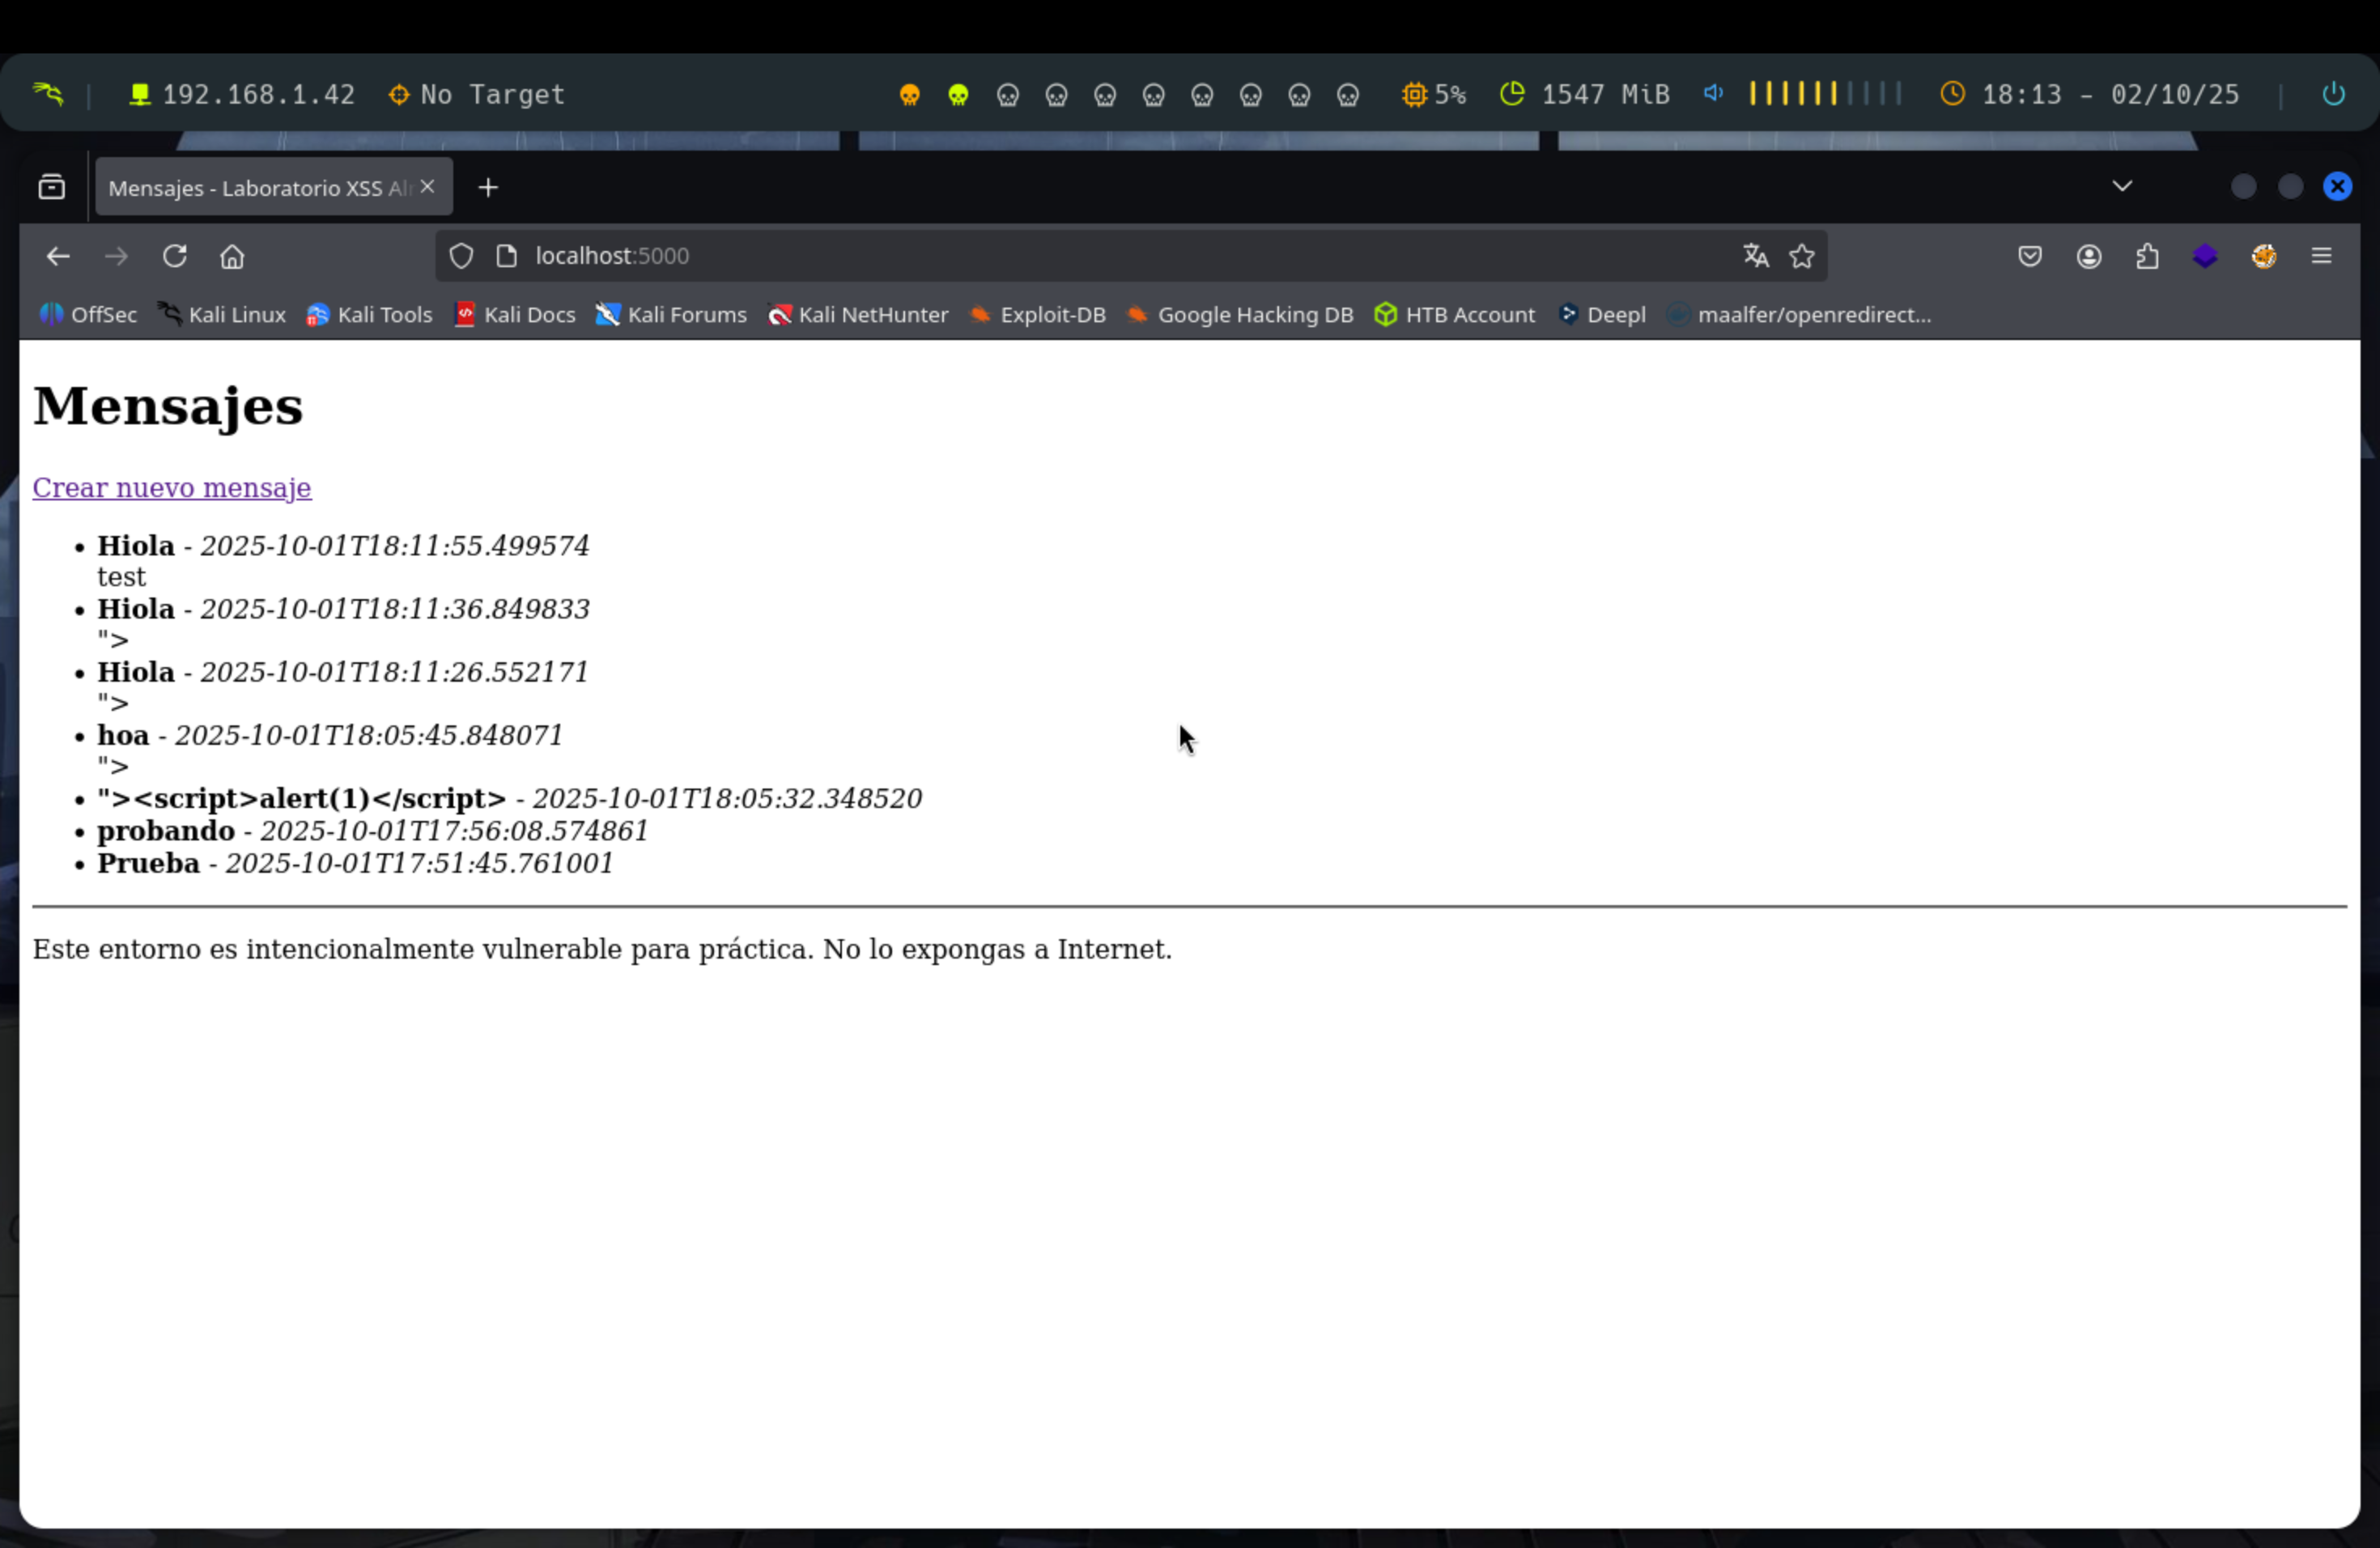 192.168.1.42 No Target 5% 1547 MiB 18:13 - 02/10/25
Mensajes - Laboratorio XSS Alr
localhost:5000
OffSec Kali Linux Kali Tools Kali Docs Kali Forums Kali NetHunter Exploit-DB Google Hacking DB HTB Account Deepl maalfer/openredirect...
Mensajes
Crear nuevo mensaje
• Hiola - 2025-10-01T18:11:55.499574
test
• Hiola - 2025-10-01T18:11:36.849833
">
• Hiola - 2025-10-01T18:11:26.552171
">
• hoa - 2025-10-01T18:05:45.848071
">
• "><script>alert(1)</script> - 2025-10-01T18:05:32.348520
• probando - 2025-10-01T17:56:08.574861
• Prueba - 2025-10-01T17:51:45.761001
Este entorno es intencionalmente vulnerable para práctica. No lo expongas a Internet.